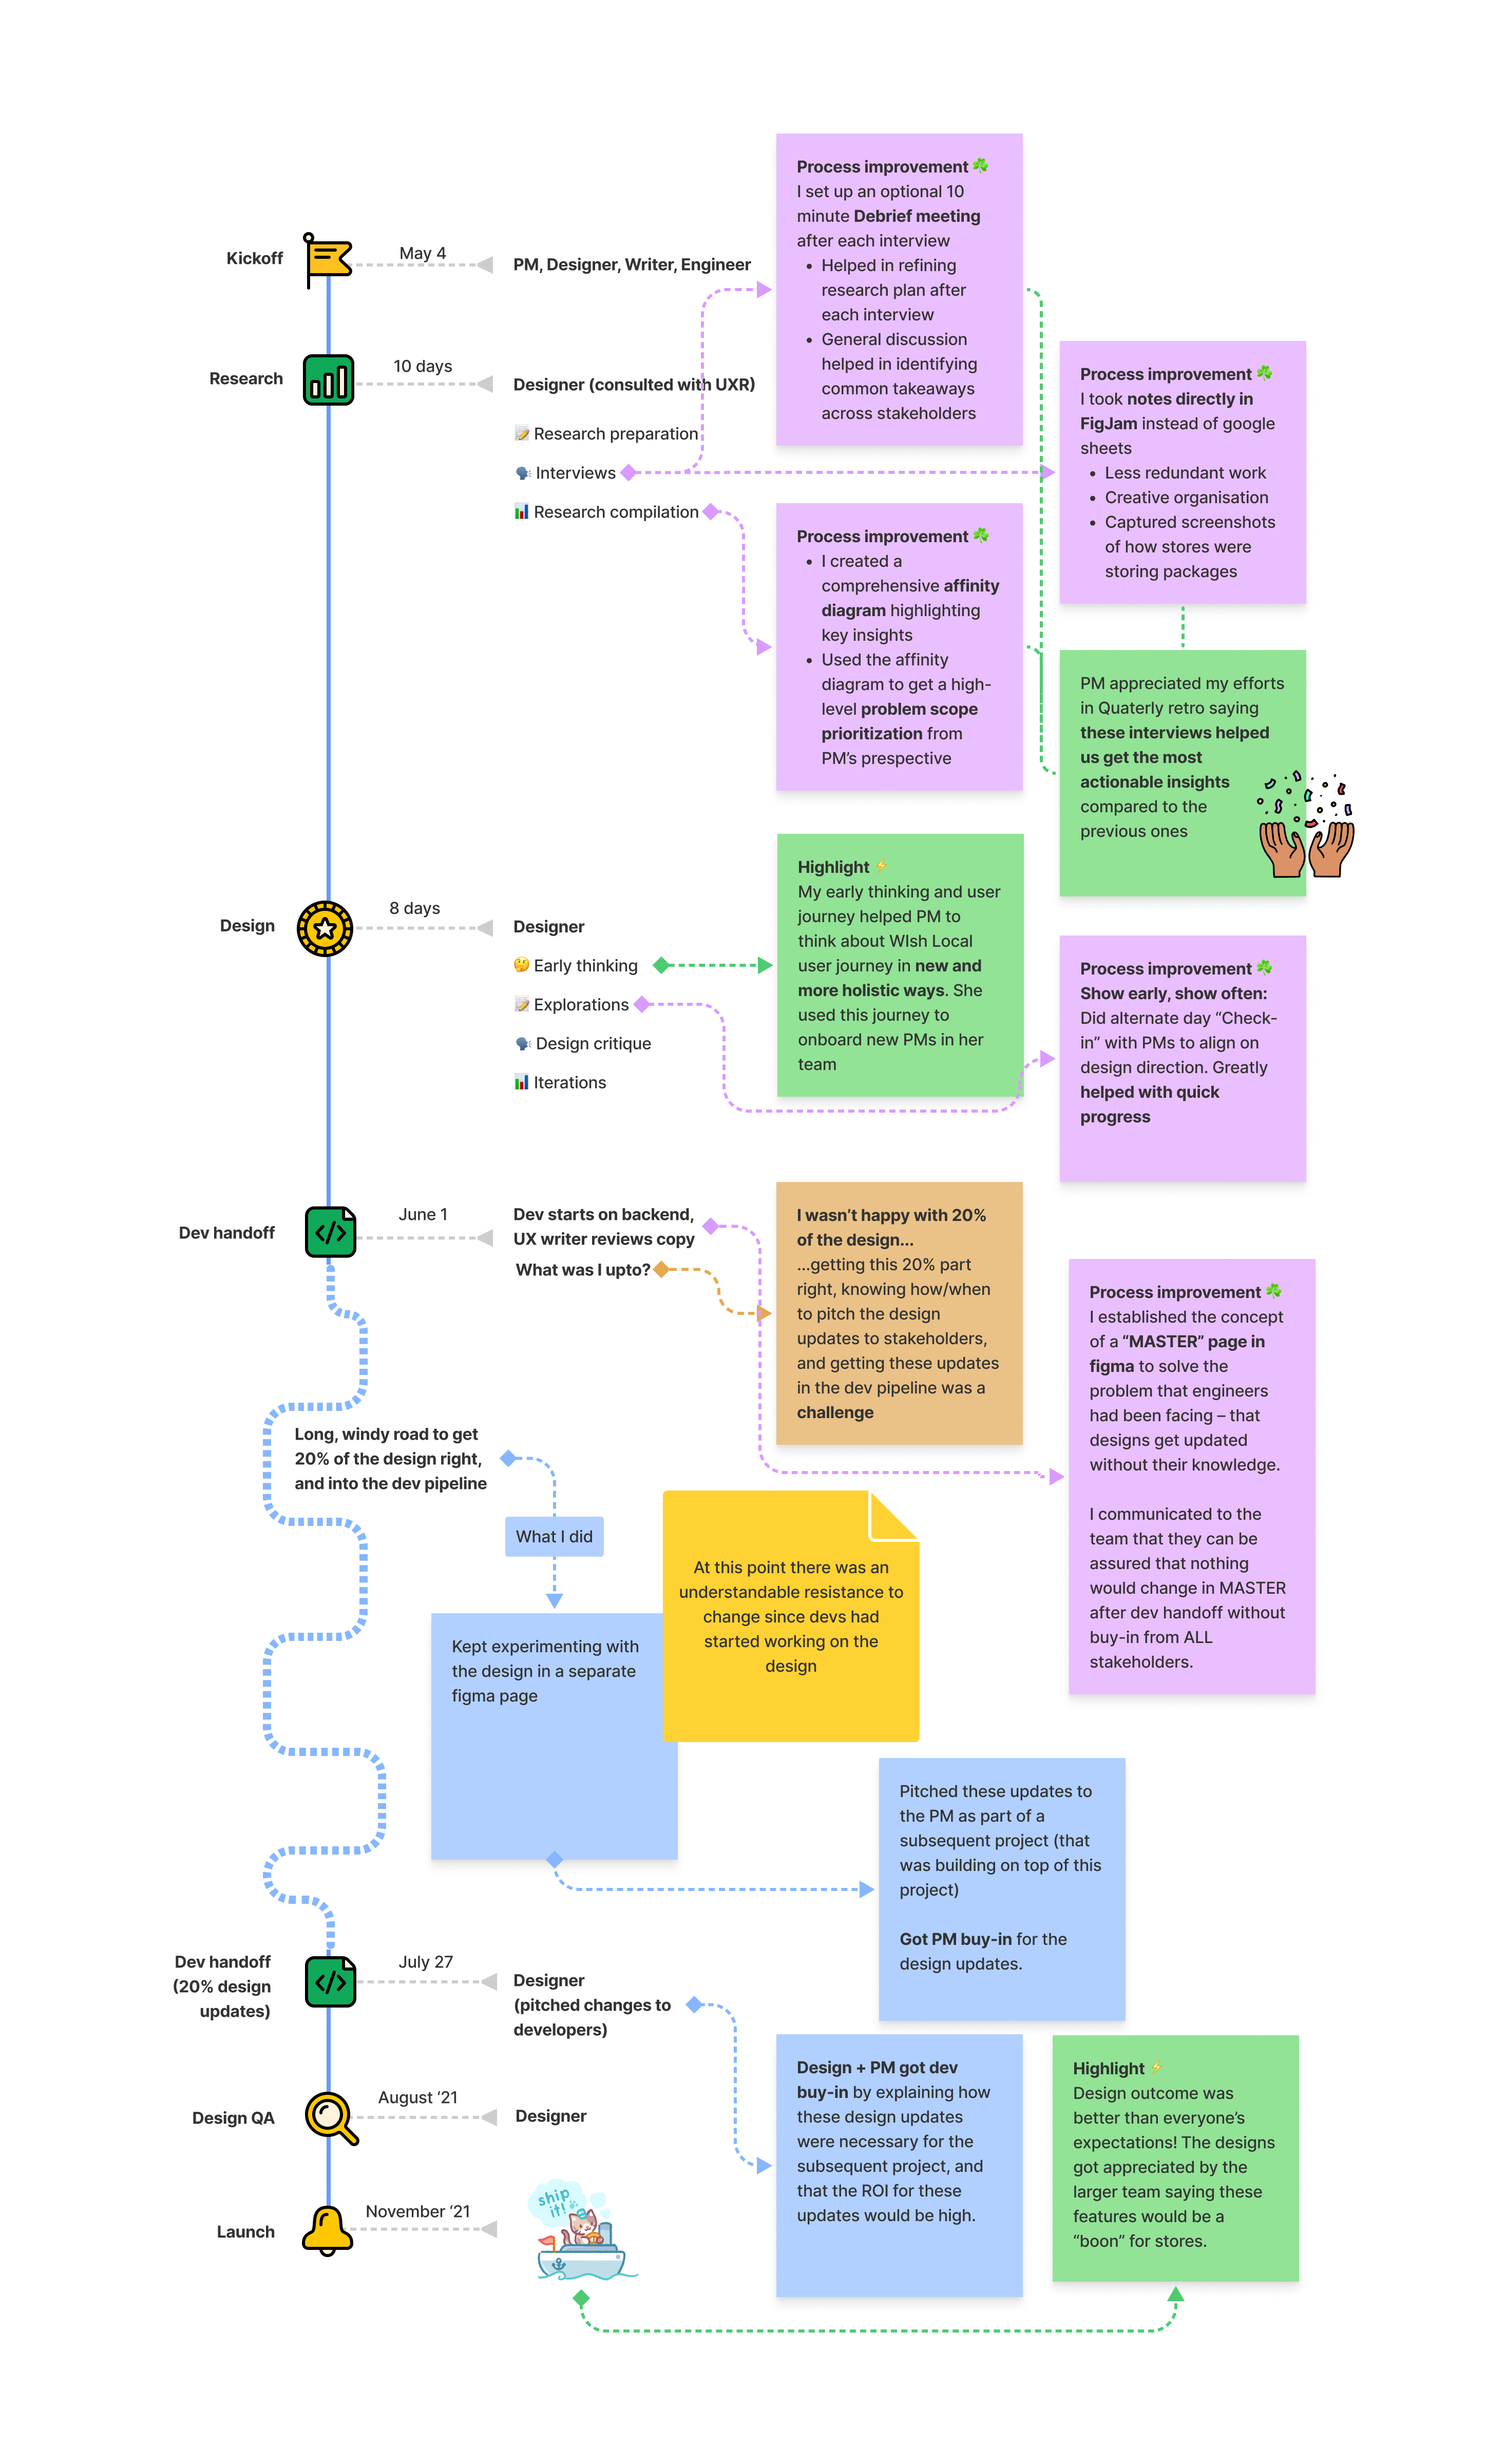 Process improvement
I set up an optional 10
minute Debrief meeting
after each interview
• Helped in refining
research plan after
each interview
• General discussion
helped in identifying
common takeaways
across stakeholders
Kickoff
May 4
PM, Designer, Writer, Engineer
Research
10 days
Designer (consulted with UXR)
Research preparation
Interviews
Research compilation
Process improvement
I took notes directly in
FigJam instead of google
sheets
• Less redundant work
• Creative organisation
• Captured screenshots
of how stores were
storing packages
Process improvement
• I created a
comprehensive affinity
diagram highlighting
key insights
• Used the affinity
diagram to get a high-
level problem scope
prioritization from
PM's prespective
PM appreciated my efforts
in Quaterly retro saying
these interviews helped
us get the most
actionable insights
compared to the
previous ones
Design
8 days
Designer
Early thinking
Explorations
Design critique
Iterations
Highlight
My early thinking and user
journey helped PM to
think about WIsh Local
user journey in new and
more holistic ways. She
used this journey to
onboard new PMs in her
team
Process improvement
Show early, show often:
Did alternate day “Check-
in” with PMs to align on
design direction. Greatly
helped with quick
progress
Dev handoff
June 1
Dev starts on backend,
UX writer reviews copy
What was I upto?
I wasn’t happy with 20%
of the design...
...getting this 20% part
right, knowing how/when
to pitch the design
updates to stakeholders,
and getting these updates
in the dev pipeline was a
challenge
Process improvement
I established the concept
of a “MASTER” page in
figma to solve the
problem that engineers
had been facing – that
designs get updated
without their knowledge.
I communicated to the
team that they can be
assured that nothing
would change in MASTER
after dev handoff without
buy-in from ALL
stakeholders.
Long, windy road to get
20% of the design right,
and into the dev pipeline
What I did
At this point there was an
understandable resistance to
change since devs had
started working on the
design
Kept experimenting with
the design in a separate
figma page
Pitched these updates to
the PM as part of a
subsequent project (that
was building on top of this
project)
Got PM buy-in for the
design updates.
Dev handoff
(20% design
updates)
July 27
Designer
(pitched changes to
developers)
Design + PM got dev
buy-in by explaining how
these design updates
were necessary for the
subsequent project, and
that the ROI for these
updates would be high.
Highlight
Design outcome was
better than everyone’s
expectations! The designs
got appreciated by the
larger team saying these
features would be a
“boon” for stores.
Design QA
August ‘21
Designer
Launch
November ‘21
ship
it!